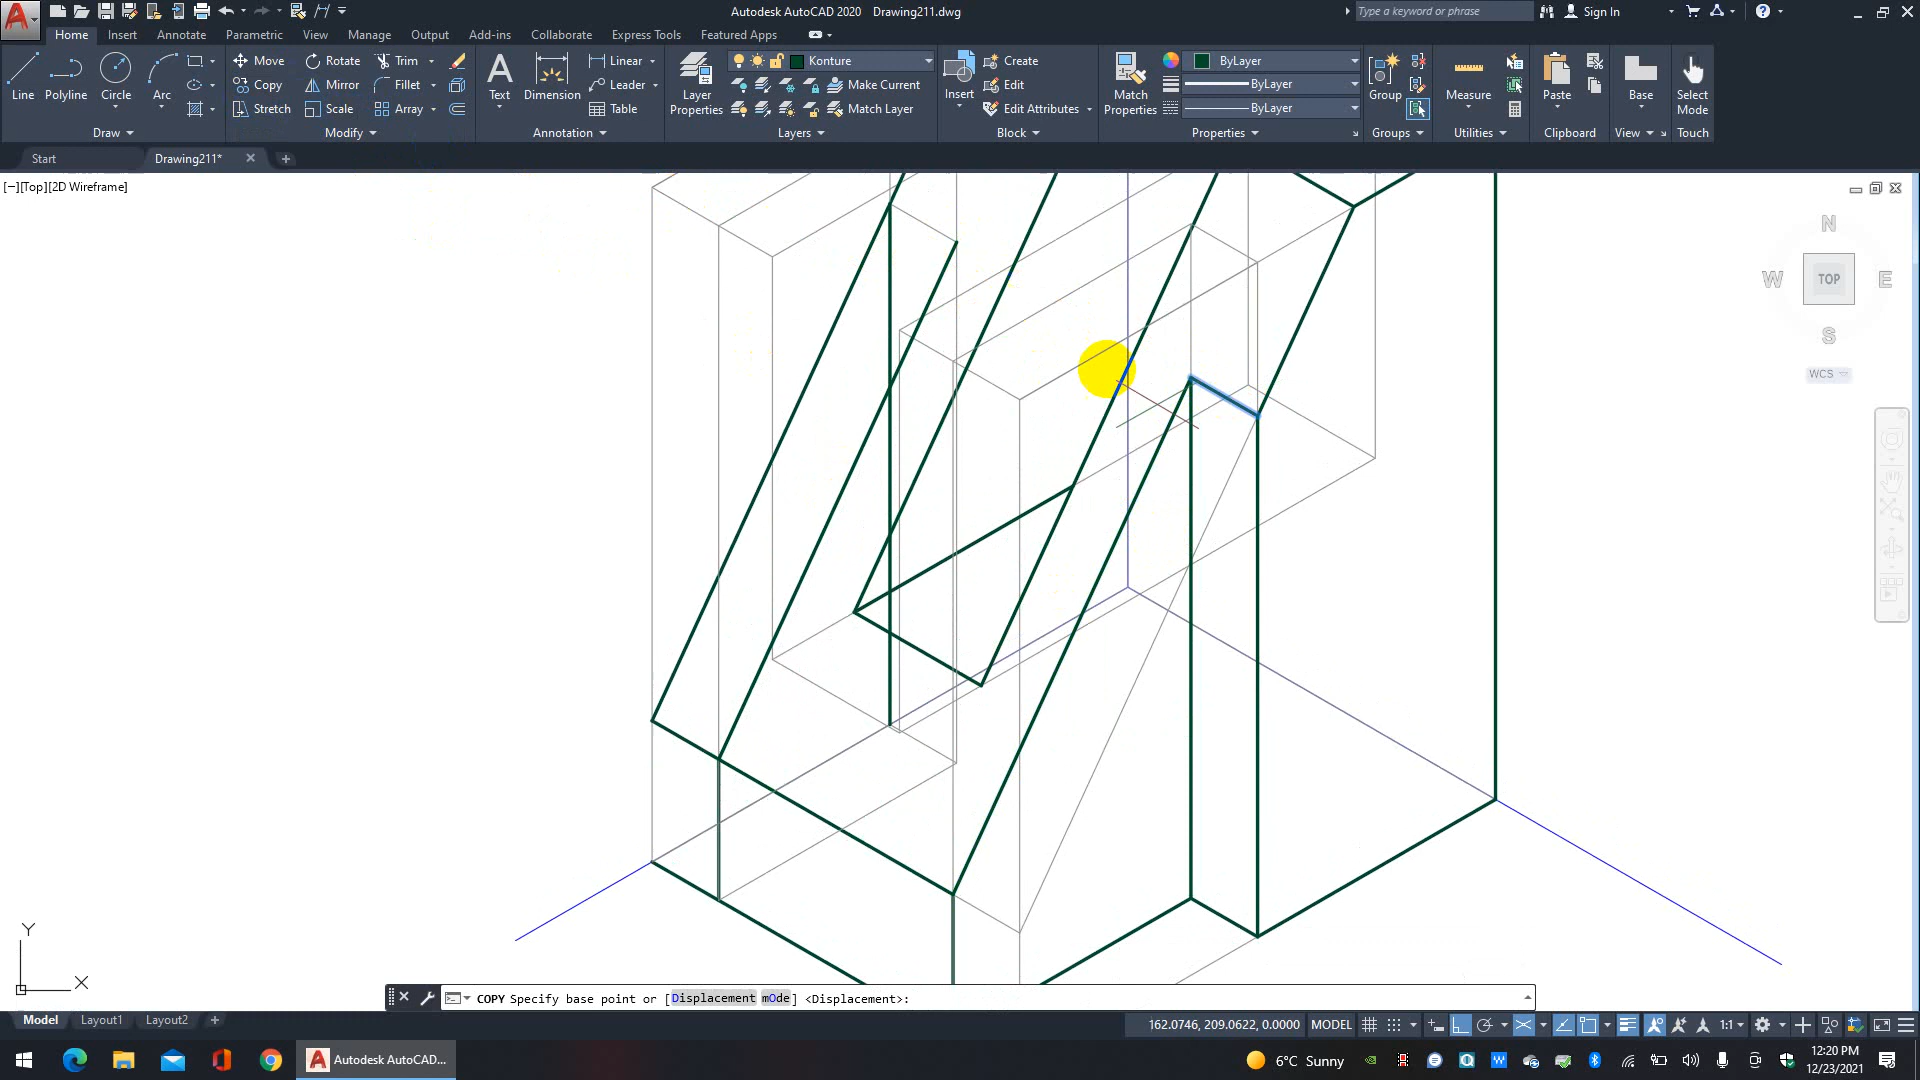 Autodesk AutoCAD 2020 Drawing211.dwg
Type a keyword or phrase
Sign In
Home Insert Annotate Parametric View Manage Output Add-ins Collaborate Express Tools Featured Apps
Line Polyline Circle Arc
Draw
Move Rotate Trim
Copy Mirror Fillet
Stretch Scale Array
Modify
Text Dimension
Linear
Leader
Table
Annotation
Layer Properties
Konture
Make Current
Match Layer
Layers
Insert
Create
Edit
Edit Attributes
Block
Match Properties
ByLayer
ByLayer
ByLayer
Properties
Group
Groups
Measure
Utilities
Paste
Clipboard
Base
View
Select Mode
Touch
Start Drawing211*
[−][Top][2D Wireframe]
N
W TOP E
S
WCS
Y
X
COPY Specify base point or [Displacement mOde] <Displacement>:
Model Layout1 Layout2
162.0746, 209.0622, 0.0000 MODEL 1:1
Autodesk AutoCAD...
6°C Sunny
12:20 PM
12/23/2021